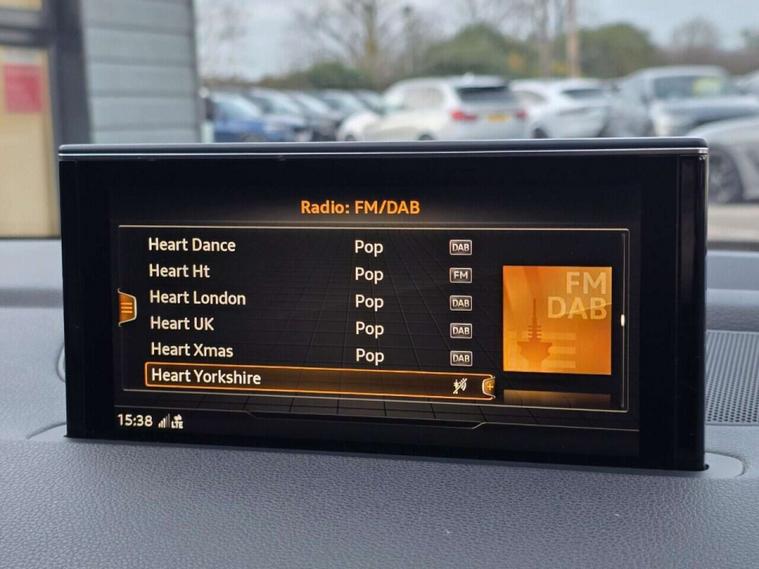 Radio: FM/DAB
Heart Dance Pop DAB
Heart Ht Pop FM
Heart London Pop DAB
Heart UK Pop DAB
Heart Xmas Pop DAB
Heart Yorkshire
FM
DAB
15:38 LTE